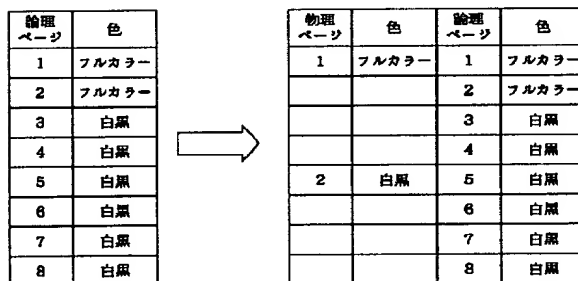 論理ページ 色
1 フルカラー
2 フルカラー
3 白黒
4 白黒
5 白黒
6 白黒
7 白黒
8 白黒
物理ページ 色 論理ページ 色
1 フルカラー 1 フルカラー
2 フルカラー
3 白黒
4 白黒
2 白黒 5 白黒
6 白黒
7 白黒
8 白黒